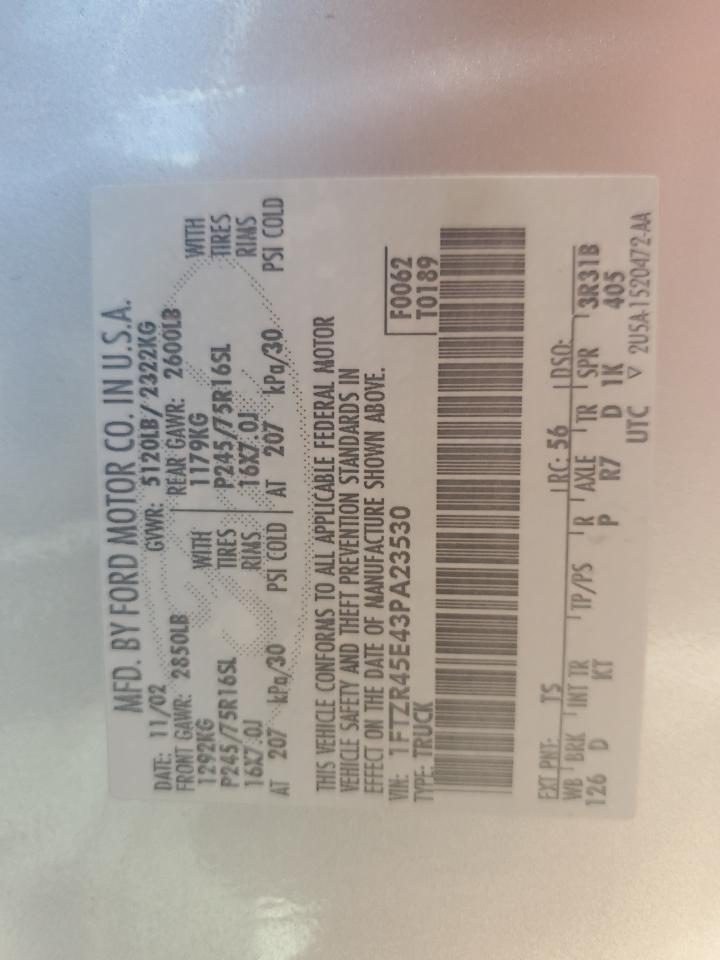 MFD. BY FORD MOTOR CO. IN U.S.A.
DATE: 11/02 GVWR: 5120LB/ 2322KG
FRONT GAWR: 2850LB REAR GAWR: 2600LB
1292KG WITH 1179KG WITH
P245/75R16SL TIRES P245/75R16SL TIRES
16X7.0J RIMS 16X7.0J RIMS
AT 207 kPa/30 PSI COLD AT 207 kPa/30 PSI COLD
THIS VEHICLE CONFORMS TO ALL APPLICABLE FEDERAL MOTOR
VEHICLE SAFETY AND THEFT PREVENTION STANDARDS IN
EFFECT ON THE DATE OF MANUFACTURE SHOWN ABOVE.
VIN: 1FTZR45E43PA23530 F0062
TYPE: TRUCK T0189
EXT PNT: TS RC: 56 DSO:
WB BRK INT TR TP/PS R AXLE TR SPR 3R31B
126 D KT P R7 D 1K 405
UTC ▽ 2U5A-1520472-AA